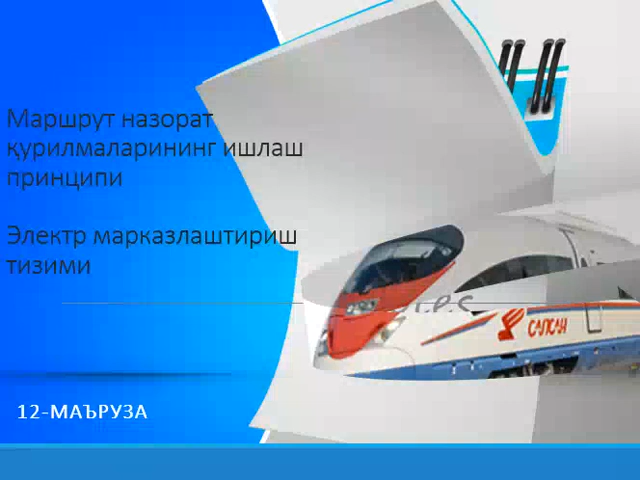 Маршрут назорат
қурилмаларининг ишлаш
принципи
Электр марказлаштириш
тизими
САПСАН
12-МАЪРУЗА